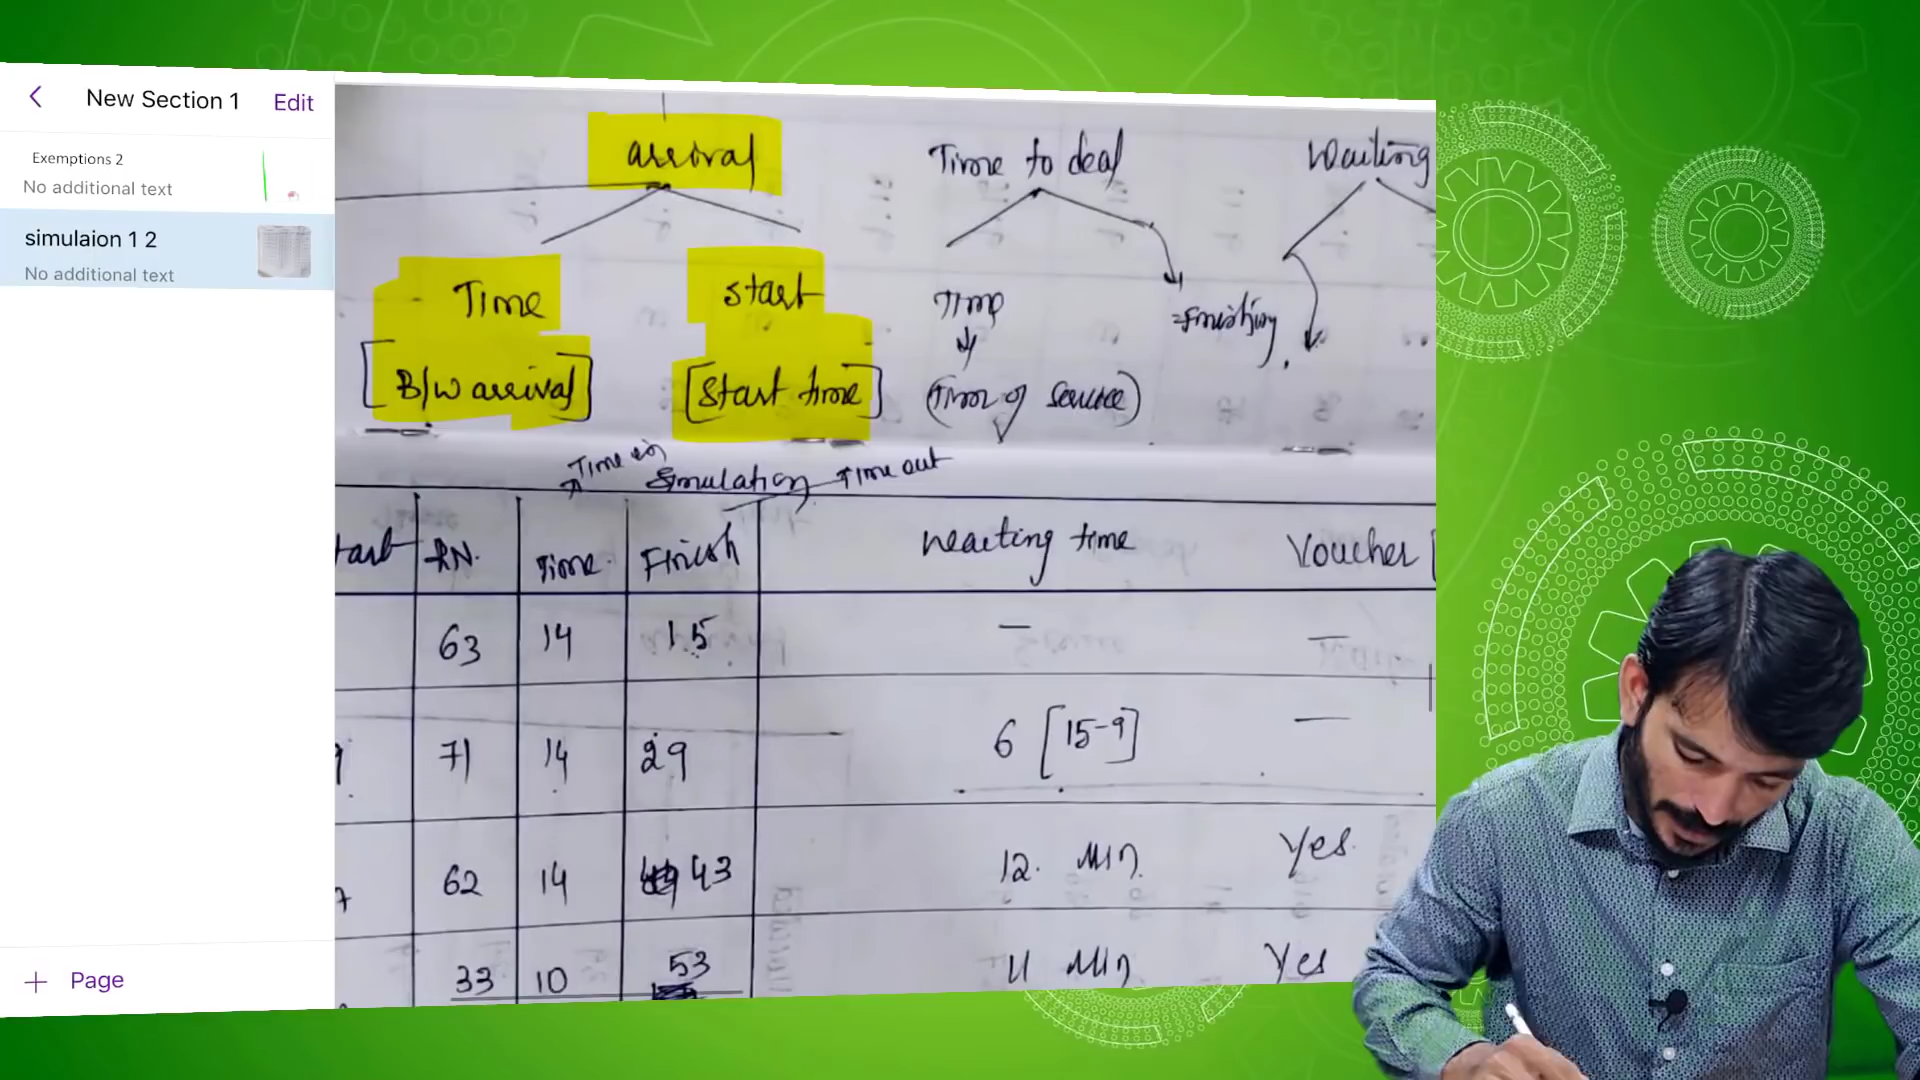 New Section 1
Edit
Exemptions 2
No additional text
simulaion 1 2
No additional text
Page
arrival
Time to deal
Waiting
Time
start
Time
Finishing
[B/w arrival]
[Start time]
(Time of service)
Time in
Simulation
Time out
tart
RN.
Time
Finish
waiting time
Voucher
63
14
15
—
—
71
14
29
6 [15-9]
—
62
14
43
12. Min
Yes.
33
10
53
11 Min
Yes